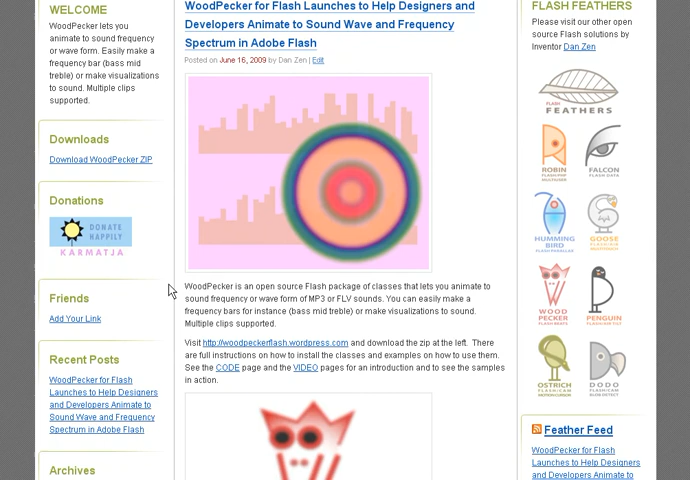 WELCOME
WoodPecker lets you
animate to sound frequency
or wave form. Easily make a
frequency bar (bass mid
treble) or make visualizations
to sound. Multiple clips
supported.
Downloads
Download WoodPecker ZIP
Donations
DONATE
HAPPILY
KARMATJA
Friends
Add Your Link
Recent Posts
WoodPecker for Flash
Launches to Help Designers
and Developers Animate to
Sound Wave and Frequency
Spectrum in Adobe Flash
Archives
WoodPecker for Flash Launches to Help Designers and
Developers Animate to Sound Wave and Frequency
Spectrum in Adobe Flash
Posted on June 16, 2009 by Dan Zen | Edit
WoodPecker is an open source Flash package of classes that lets you animate to
sound frequency or wave form of MP3 or FLV sounds. You can easily make a
frequency bars for instance (bass mid treble) or make visualizations to sound.
Multiple clips supported.
Visit http://woodpeckerflash.wordpress.com and download the zip at the left. There
are full instructions on how to install the classes and examples on how to use them.
See the CODE page and the VIDEO pages for an introduction and to see the samples
in action.
FLASH FEATHERS
Please visit our other open
source Flash solutions by
Inventor Dan Zen
FLASH
FEATHERS
ROBIN
FALCON
FLASH DATA
HUMMING
BIRD
GOOSE
WOOD
PECKER
FLASH BEATS
PENGUIN
OSTRICH
DODO
Feather Feed
WoodPecker for Flash
Launches to Help Designers
and Developers Animate to